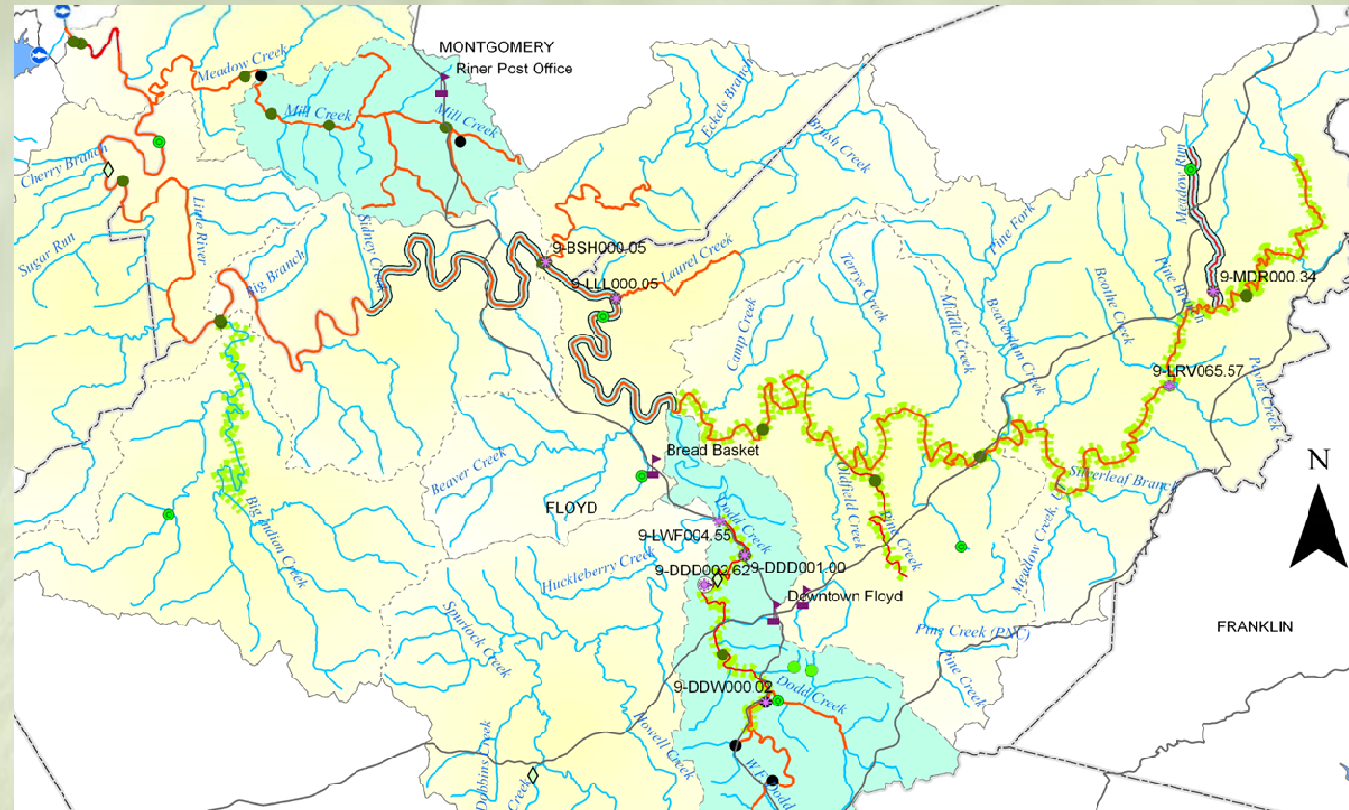 MONTGOMERY
Riner Post Office
Meadow Creek
Mill Creek
Mill Creek
Eckels Branch
Brush Creek
Cherry Branch
Sugar Run
Little River
Sidney Creek
Big Branch
9-BSH000.05
9-LLL000.05
Laurel Creek
Meadow Run
Pine Fork
Terrys Creek
Camp Creek
Middle Creek
Beaverdam Creek
Boothe Creek
Pine Branch
9-MDR000.34
9-LRV065.57
Payne Creek
N
Bread Basket
Beaver Creek
FLOYD
Oldfield Creek
Pine Creek
Silverleaf Branch
Meadow Creek
Big Indian Creek
Dodd Creek
9-LWF004.55
Huckleberry Creek
9-DDD002.62
9-DDD001.00
Downtown Floyd
Spurlock Creek
Pine Creek (PNC)
Pine Creek
FRANKLIN
9-DDW000.02
Dodd Creek
Howell Creek
Dobbins Creek
Creek
W F Dodd